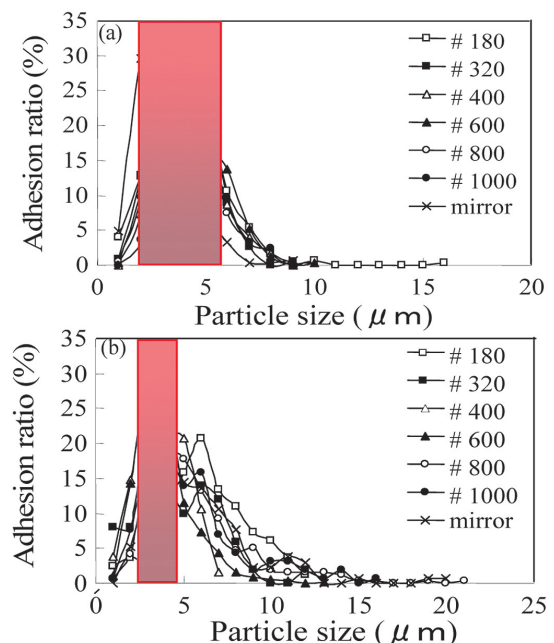 (a)
Adhesion ratio (%)
35
30
25
20
15
10
5
0
# 180
# 320
# 400
# 600
# 800
# 1000
mirror
0 5 10 15 20
Particle size ( μ m)
(b)
Adhesion ratio (%)
35
30
25
20
15
10
5
0
# 180
# 320
# 400
# 600
# 800
# 1000
mirror
0 5 10 15 20 25
Particle size ( μ m)